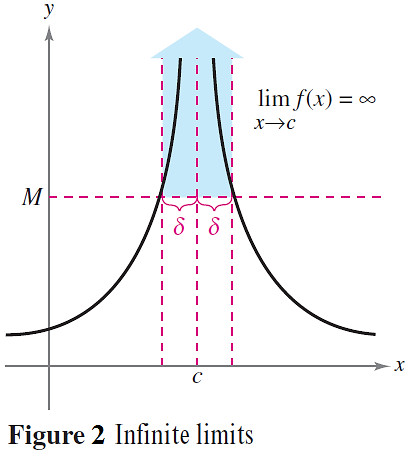 y
lim f(x) = ∞
x→c
M
δ δ
c
x
Figure 2 Infinite limits